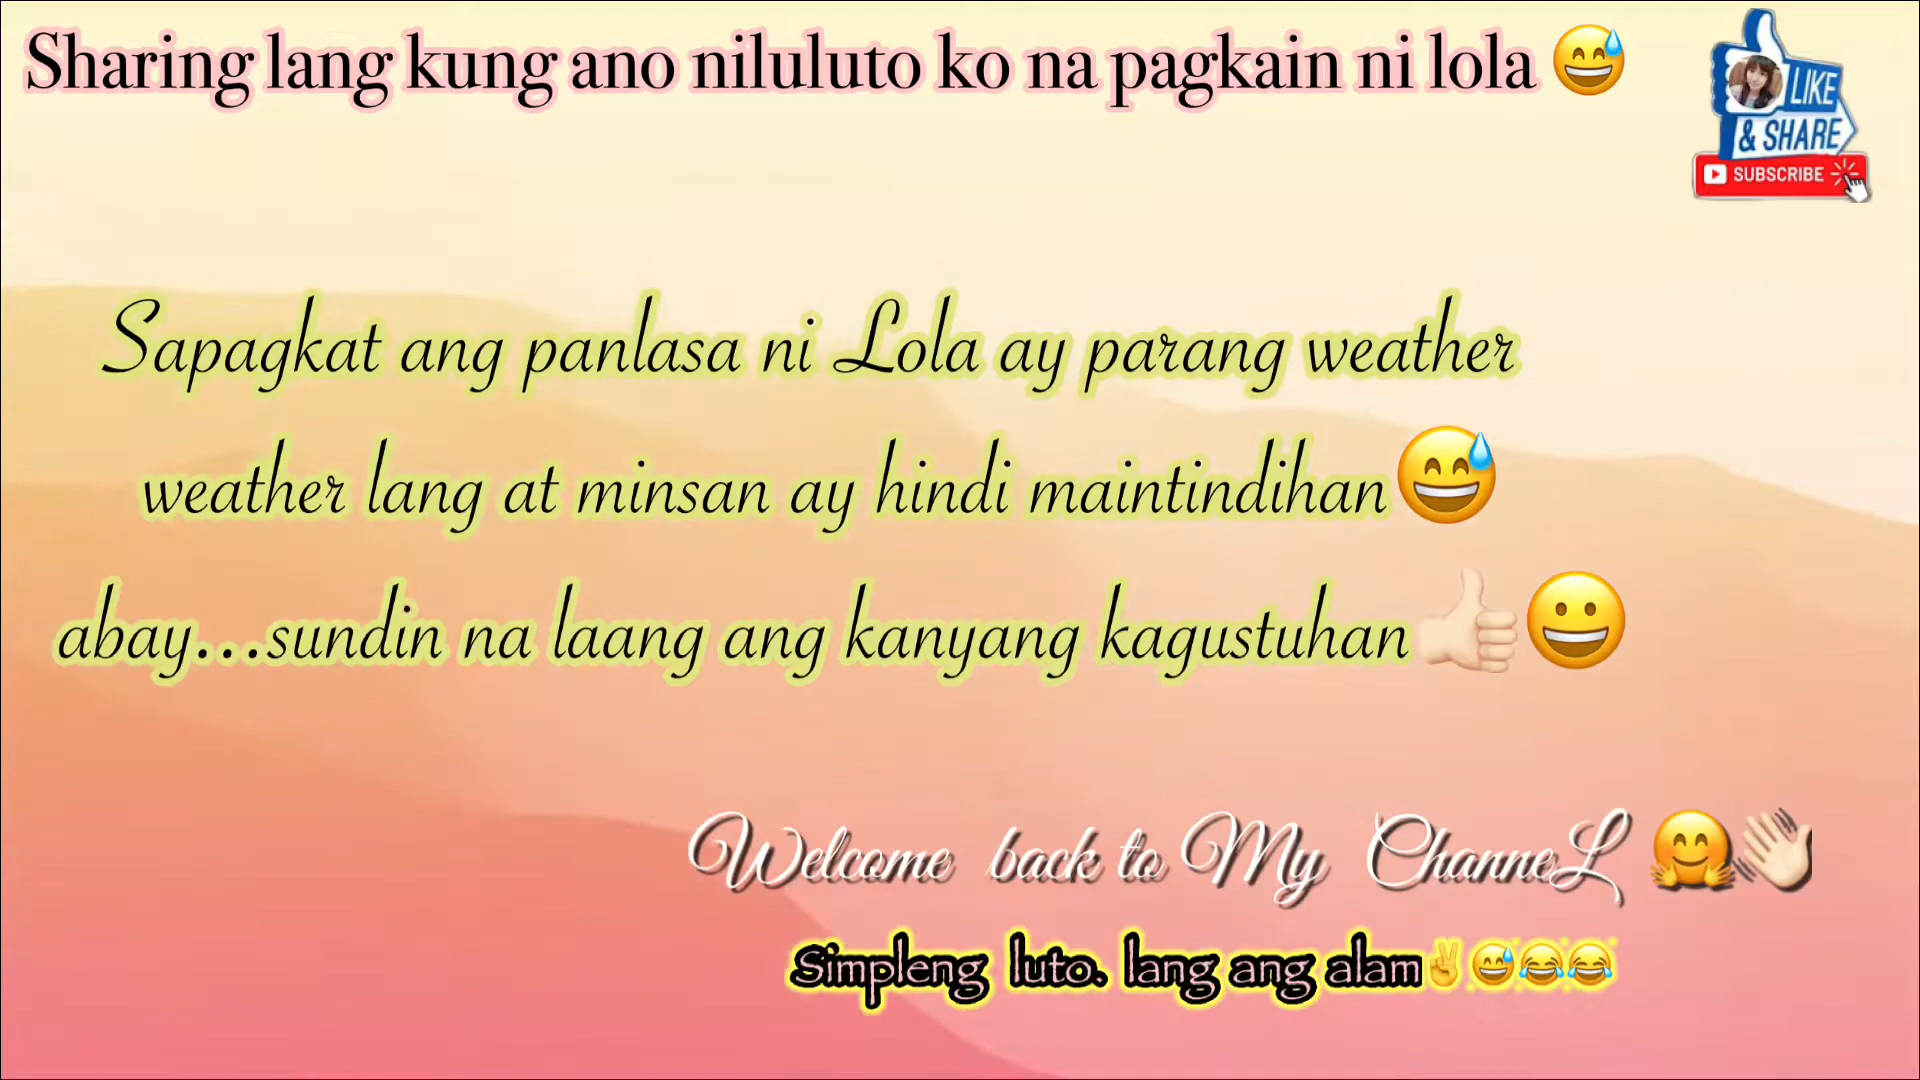 Sharing lang kung ano niluluto ko na pagkain ni lola 😅
LIKE
& SHARE
SUBSCRIBE
Sapagkat ang panlasa ni Lola ay parang weather
weather lang at minsan ay hindi maintindihan😅
abay...sundin na laang ang kanyang kagustuhan👍🏻😀
Welcome back to My ChanneL 🤗👋🏻
Simpleng luto. lang ang alam✌😅😂😂